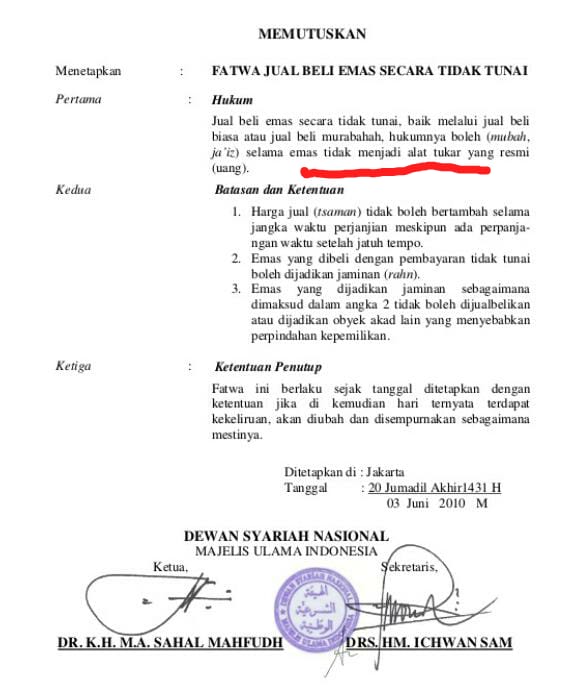 MEMUTUSKAN
Menetapkan : FATWA JUAL BELI EMAS SECARA TIDAK TUNAI
Pertama : Hukum
Jual beli emas secara tidak tunai, baik melalui jual beli
biasa atau jual beli murabahah, hukumnya boleh (mubah,
ja'iz) selama emas tidak menjadi alat tukar yang resmi
(uang).
Kedua Batasan dan Ketentuan
1. Harga jual (tsaman) tidak boleh bertambah selama
jangka waktu perjanjian meskipun ada perpanja-
ngan waktu setelah jatuh tempo.
2. Emas yang dibeli dengan pembayaran tidak tunai
boleh dijadikan jaminan (rahn).
3. Emas yang dijadikan jaminan sebagaimana
dimaksud dalam angka 2 tidak boleh dijualbelikan
atau dijadikan obyek akad lain yang menyebabkan
perpindahan kepemilikan.
Ketiga : Ketentuan Penutup
Fatwa ini berlaku sejak tanggal ditetapkan dengan
ketentuan jika di kemudian hari ternyata terdapat
kekeliruan, akan diubah dan disempurnakan sebagaimana
mestinya.
Ditetapkan di : Jakarta
Tanggal : 20 Jumadil Akhir1431 H
03 Juni 2010 M
DEWAN SYARIAH NASIONAL
MAJELIS ULAMA INDONESIA
Ketua, Sekretaris,
DEWAN SYARIAH NASIONAL
الهيئة
الشرعية
الوطنية
MAJELIS ULAMA INDONESIA
DR. K.H. M.A. SAHAL MAHFUDH DRS. HM. ICHWAN SAM